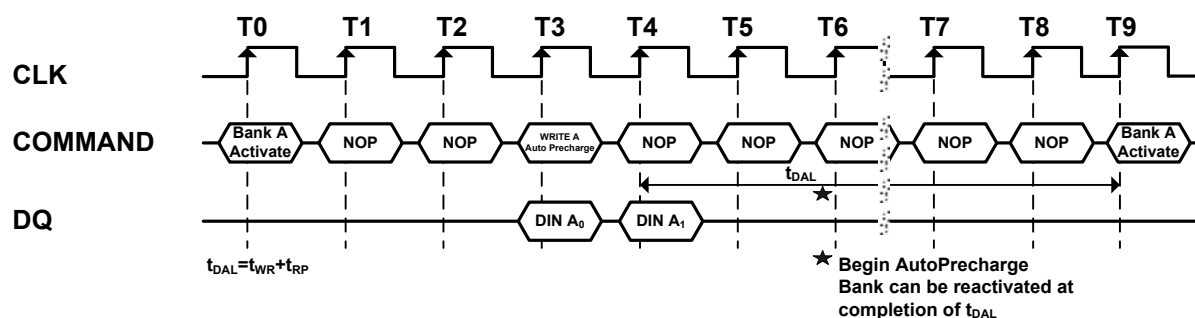 T0 T1 T2 T3 T4 T5 T6 T7 T8 T9
CLK
COMMAND Bank A Activate NOP NOP WRITE A Auto Precharge NOP NOP NOP NOP NOP Bank A Activate
tDAL
DQ DIN A0 DIN A1
tDAL=tWR+tRP
Begin AutoPrecharge
Bank can be reactivated at
completion of tDAL